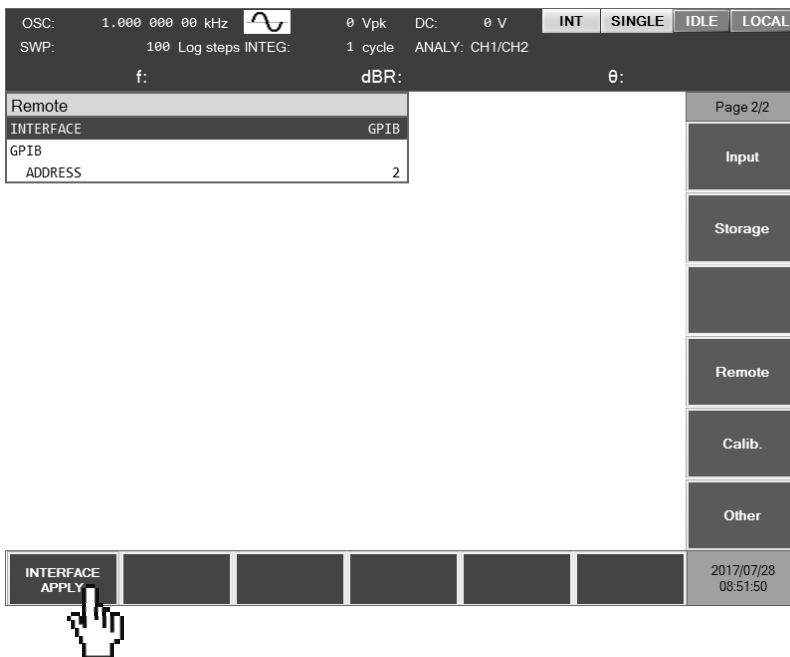 OSC: 1.000 000 00 kHz 0 Vpk DC: 0 V INT SINGLE IDLE LOCAL
SWP: 100 Log steps INTEG: 1 cycle ANALY: CH1/CH2
f: dBR: θ:
Remote
INTERFACE GPIB
GPIB
ADDRESS 2
Page 2/2
Input
Storage
Remote
Calib.
Other
INTERFACE
APPLY
2017/07/28
08:51:50